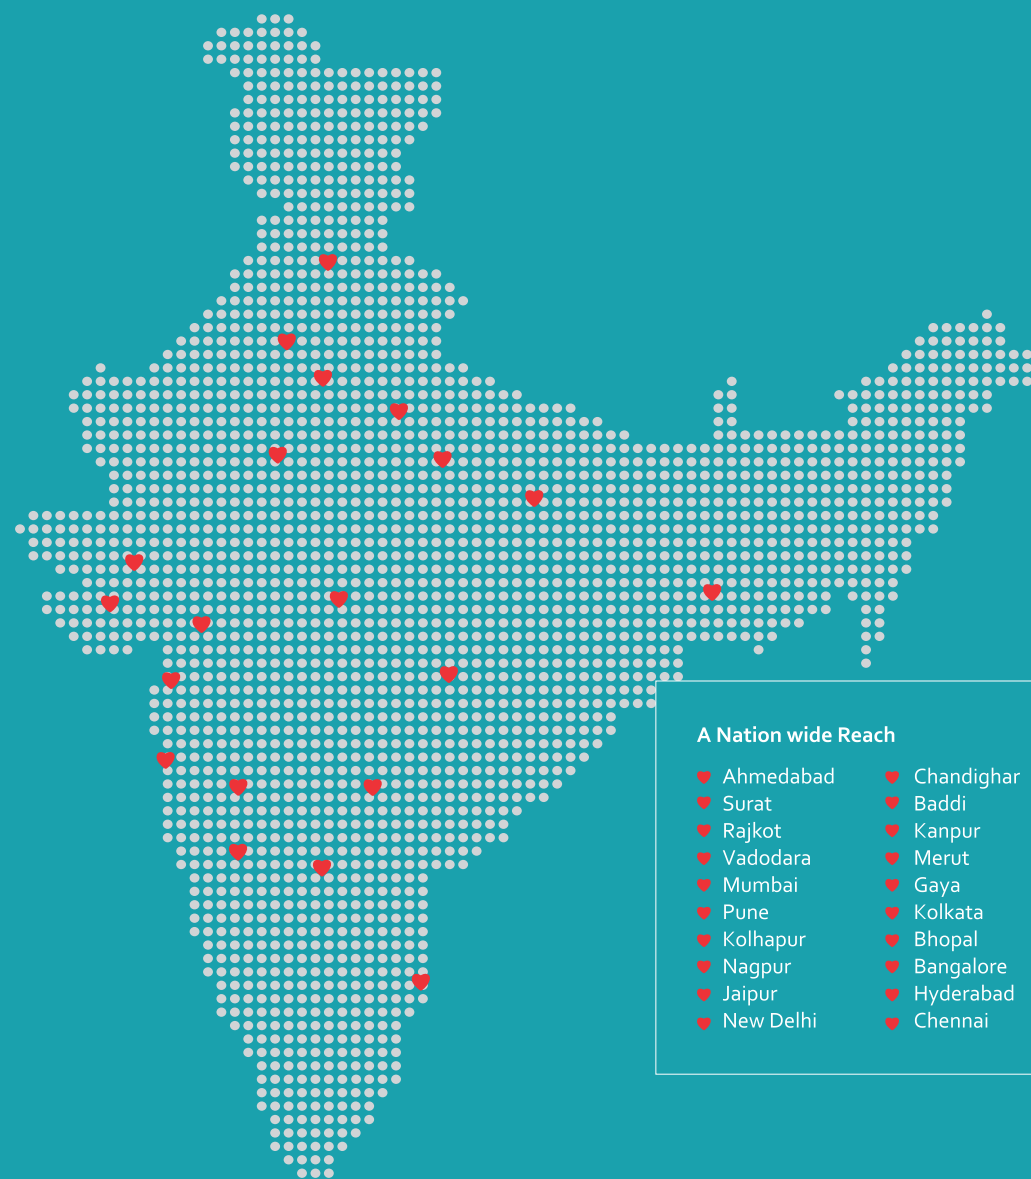 A Nation wide Reach
Ahmedabad
Surat
Rajkot
Vadodara
Mumbai
Pune
Kolhapur
Nagpur
Jaipur
New Delhi
Chandighar
Baddi
Kanpur
Merut
Gaya
Kolkata
Bhopal
Bangalore
Hyderabad
Chennai